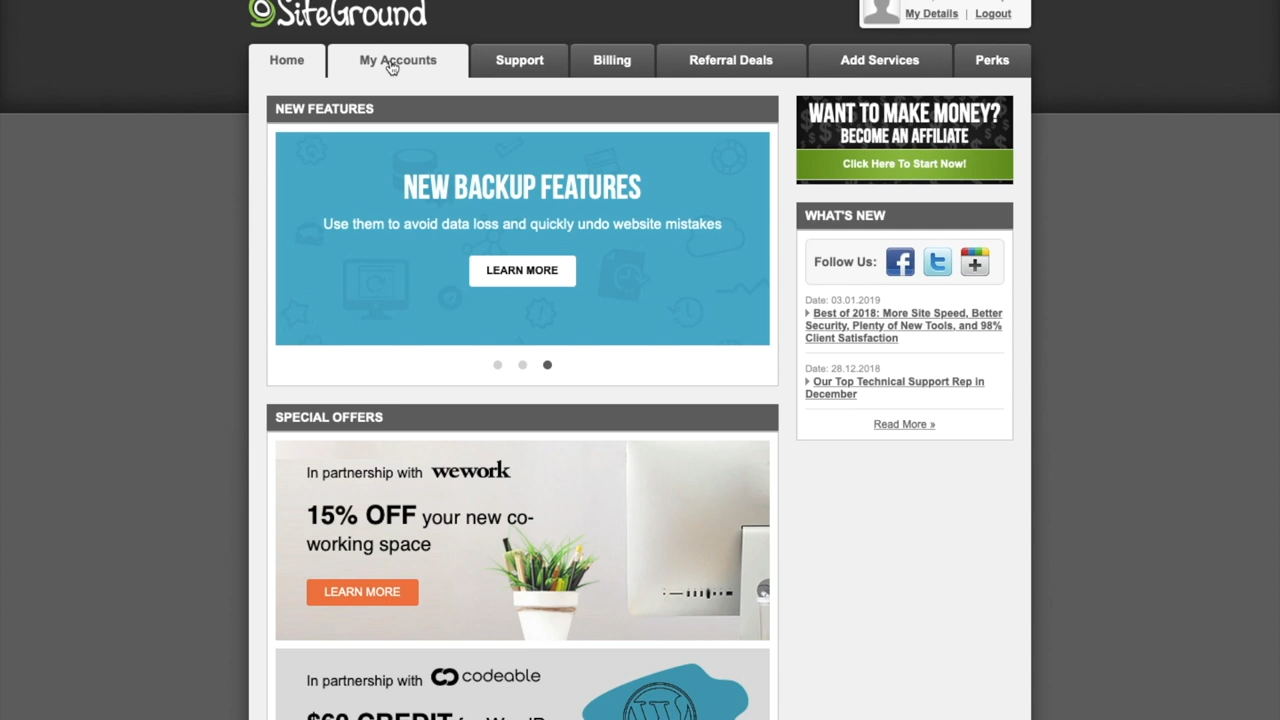 SiteGround
My Details | Logout
Home
My Accounts
Support
Billing
Referral Deals
Add Services
Perks
NEW FEATURES
NEW BACKUP FEATURES
Use them to avoid data loss and quickly undo website mistakes
LEARN MORE
SPECIAL OFFERS
In partnership with wework
15% OFF your new co-
working space
LEARN MORE
In partnership with codeable
WANT TO MAKE MONEY?
BECOME AN AFFILIATE
Click Here To Start Now!
WHAT'S NEW
Follow Us:
Date: 03.01.2019
Best of 2018: More Site Speed, Better
Security, Plenty of New Tools, and 98%
Client Satisfaction
Date: 28.12.2018
Our Top Technical Support Rep in
December
Read More »